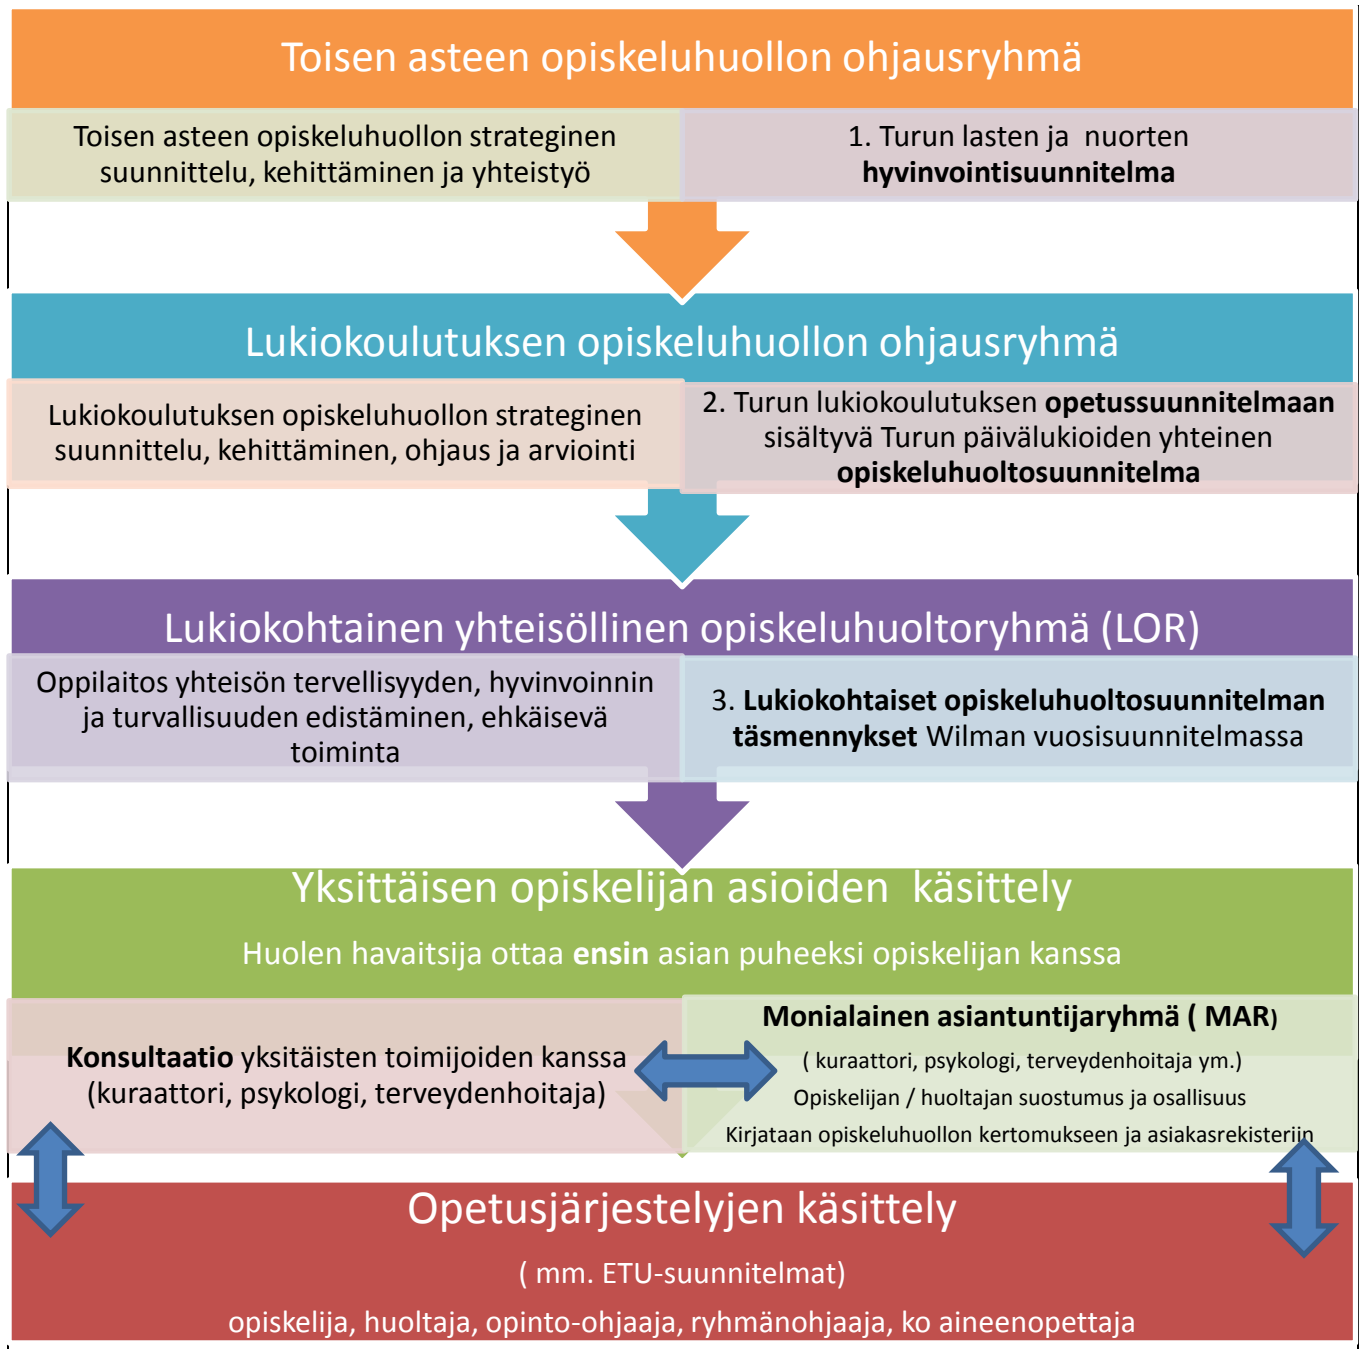 Toisen asteen opiskeluhuollon ohjausryhmä
Toisen asteen opiskeluhuollon strateginen
suunnittelu, kehittäminen ja yhteistyö
1. Turun lasten ja nuorten
hyvinvointisuunnitelma
Lukiokoulutuksen opiskeluhuollon ohjausryhmä
Lukiokoulutuksen opiskeluhuollon strateginen
suunnittelu, kehittäminen, ohjaus ja arviointi
2. Turun lukiokoulutuksen opetussuunnitelmaan
sisältyvä Turun päivälukioiden yhteinen
opiskeluhuoltosuunnitelma
Lukiokohtainen yhteisöllinen opiskeluhuoltoryhmä (LOR)
Oppilaitos yhteisön tervellisyyden, hyvinvoinnin
ja turvallisuuden edistäminen, ehkäisevä
toiminta
3. Lukiokohtaiset opiskeluhuoltosuunnitelman
täsmennykset Wilman vuosisuunnitelmassa
Yksittäisen opiskelijan asioiden käsittely
Huolen havaitsija ottaa ensin asian puheeksi opiskelijan kanssa
Konsultaatio yksitäisten toimijoiden kanssa
(kuraattori, psykologi, terveydenhoitaja)
Monialainen asiantuntijaryhmä ( MAR)
( kuraattori, psykologi, terveydenhoitaja ym.)
Opiskelijan / huoltajan suostumus ja osallisuus
Kirjataan opiskeluhuollon kertomukseen ja asiakasrekisteriin
Opetusjärjestelyjen käsittely
( mm. ETU-suunnitelmat)
opiskelija, huoltaja, opinto-ohjaaja, ryhmänohjaaja, ko aineenopettaja